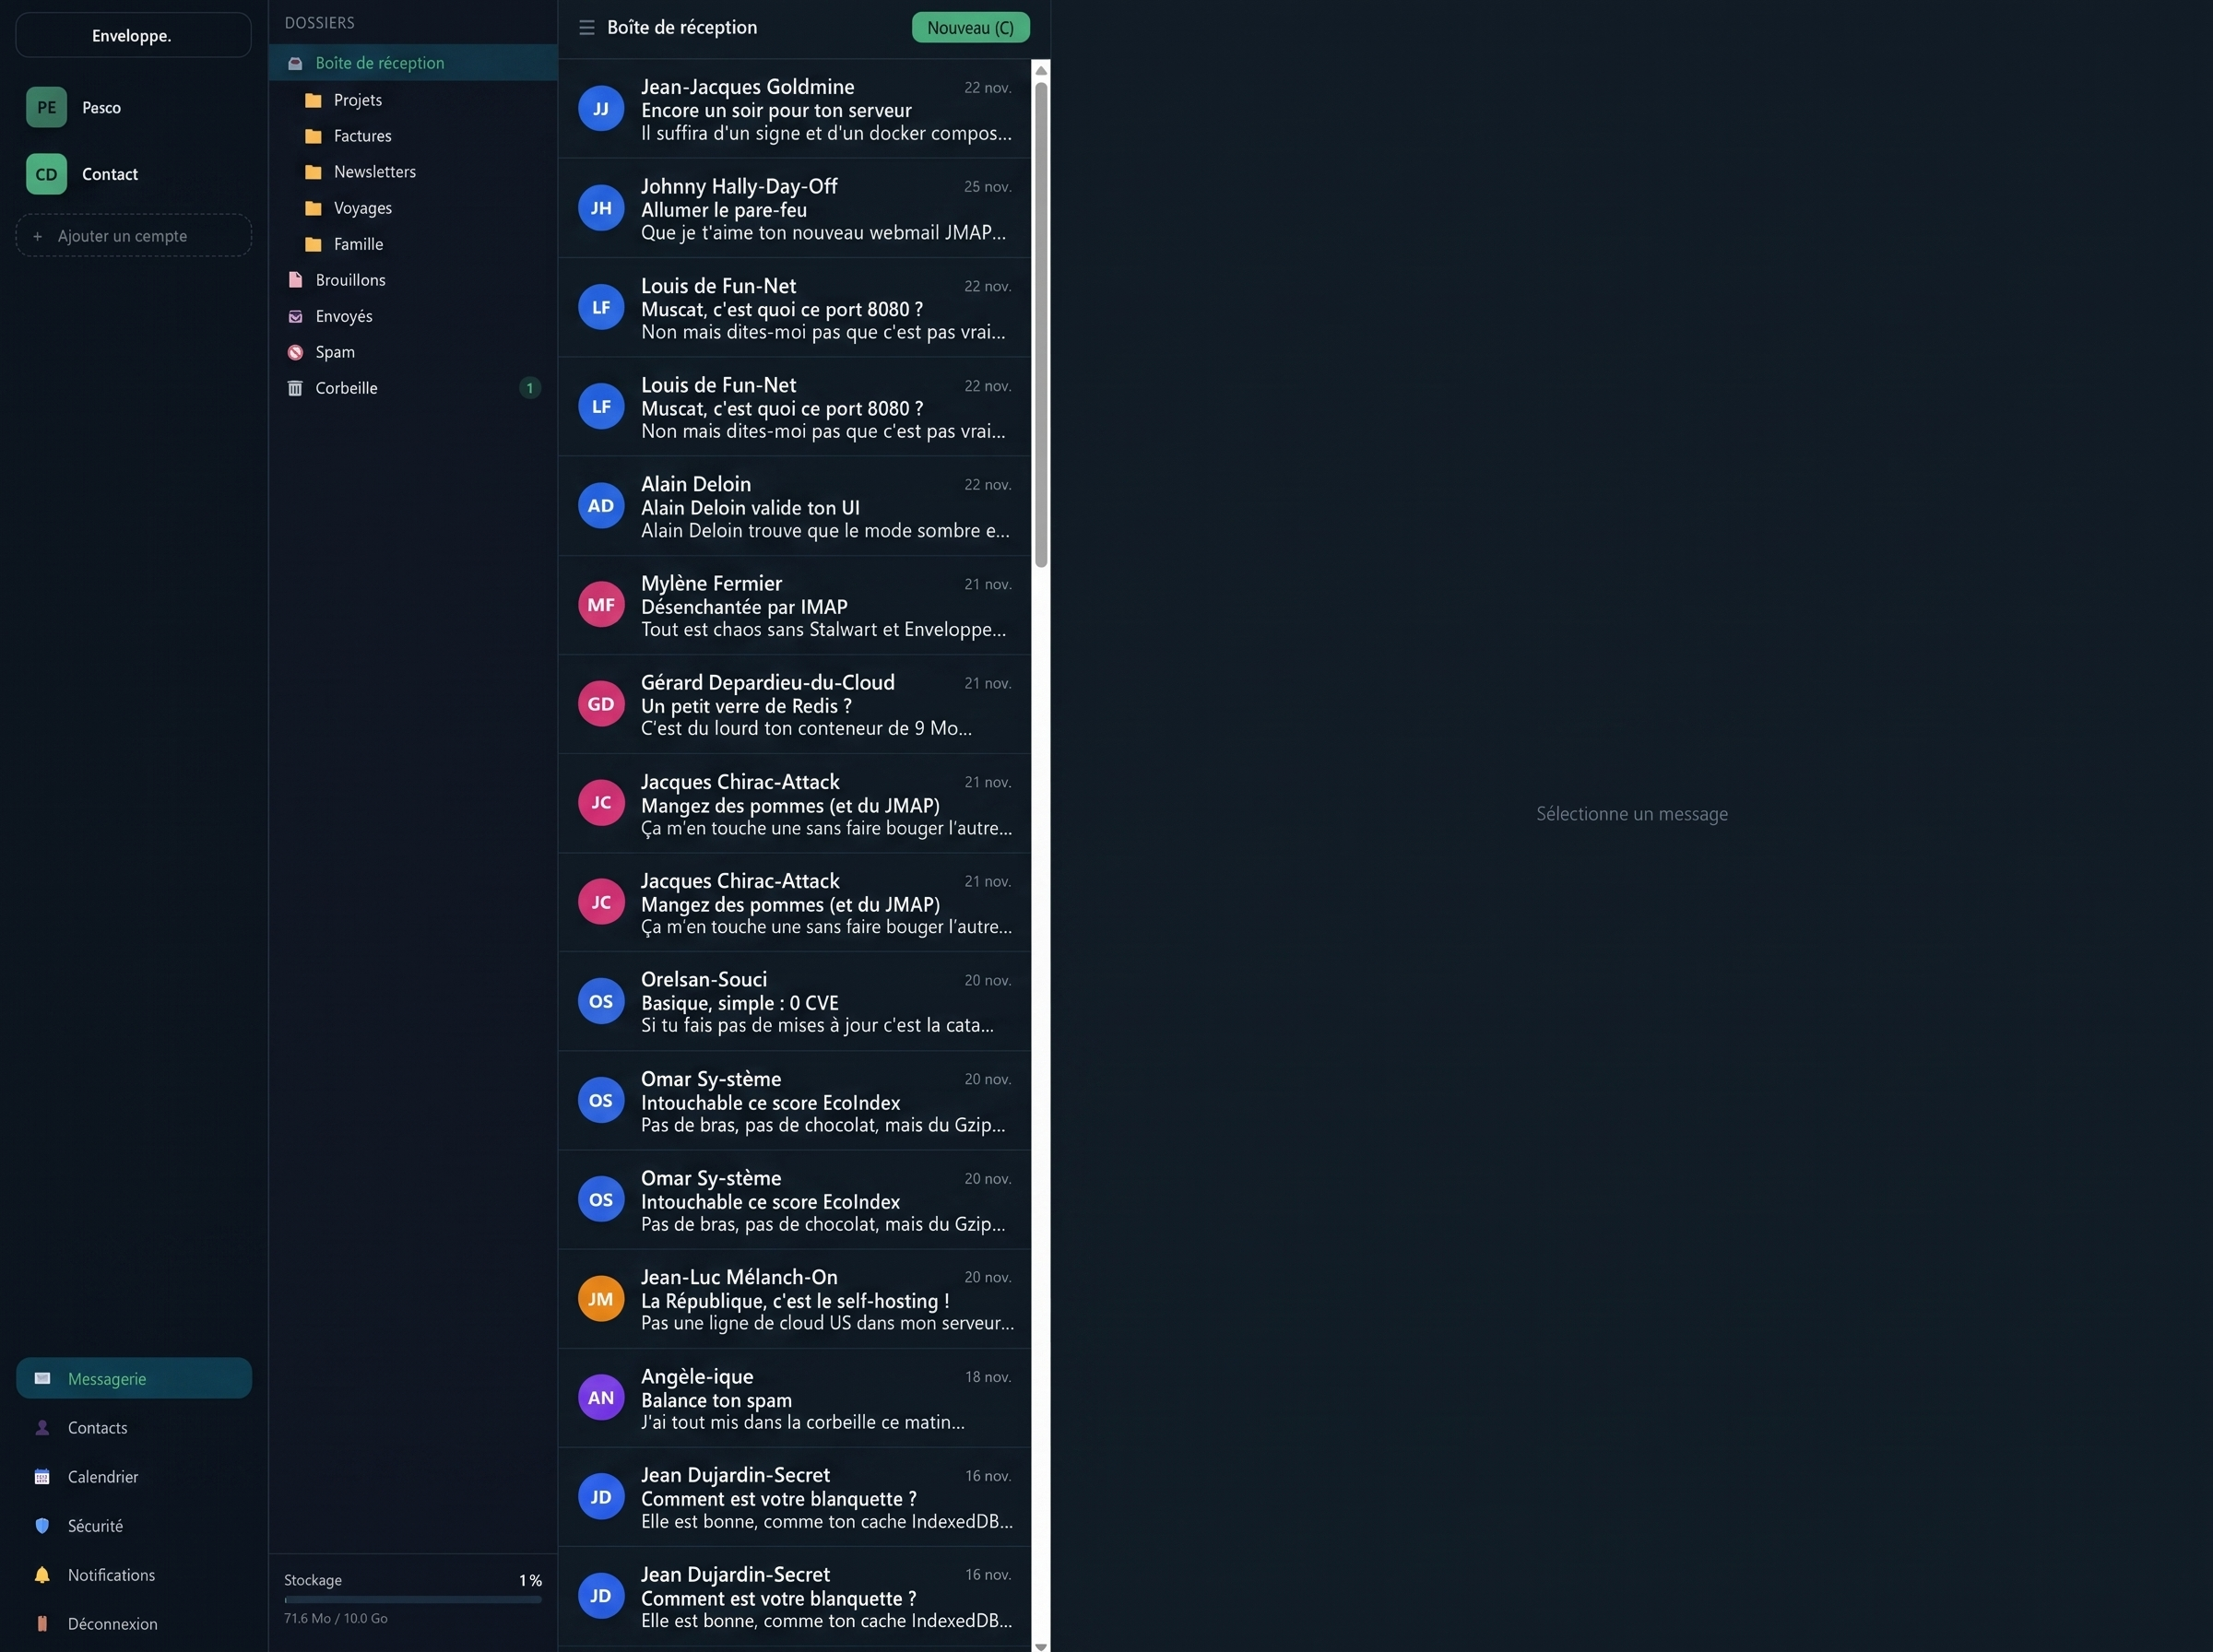 Enveloppe.
PE
Pesco
CD
Contact
+ Ajouter un compte
Messagerie
Contacts
Calendrier
Sécurité
Notifications
Déconnexion
DOSSIERS
Boîte de réception
Projets
Factures
Newsletters
Voyages
Famille
Brouillons
Envoyés
Spam
Corbeille
1
Stockage
1 %
71.6 Mo / 10.0 Go
Boîte de réception
Nouveau (C)
JJ
Jean-Jacques Goldmine
22 nov.
Encore un soir pour ton serveur
Il suffira d'un signe et d'un docker compos...
JH
Johnny Hally-Day-Off
25 nov.
Allumer le pare-feu
Que je t'aime ton nouveau webmail JMAP...
LF
Louis de Fun-Net
22 nov.
Muscat, c'est quoi ce port 8080 ?
Non mais dites-moi pas que c'est pas vrai...
LF
Louis de Fun-Net
22 nov.
Muscat, c'est quoi ce port 8080 ?
Non mais dites-moi pas que c'est pas vrai...
AD
Alain Deloin
22 nov.
Alain Deloin valide ton UI
Alain Deloin trouve que le mode sombre e...
MF
Mylène Fermier
21 nov.
Désenchantée par IMAP
Tout est chaos sans Stalwart et Enveloppe...
GD
Gérard Depardieu-du-Cloud
21 nov.
Un petit verre de Redis ?
C'est du lourd ton conteneur de 9 Mo...
JC
Jacques Chirac-Attack
21 nov.
Mangez des pommes (et du JMAP)
Ça m'en touche une sans faire bouger l'autre...
JC
Jacques Chirac-Attack
21 nov.
Mangez des pommes (et du JMAP)
Ça m'en touche une sans faire bouger l'autre...
OS
Orelsan-Souci
20 nov.
Basique, simple : 0 CVE
Si tu fais pas de mises à jour c'est la cata...
OS
Omar Sy-stème
20 nov.
Intouchable ce score EcoIndex
Pas de bras, pas de chocolat, mais du Gzip...
OS
Omar Sy-stème
20 nov.
Intouchable ce score EcoIndex
Pas de bras, pas de chocolat, mais du Gzip...
JM
Jean-Luc Mélanch-On
20 nov.
La République, c'est le self-hosting !
Pas une ligne de cloud US dans mon serveur...
AN
Angèle-ique
18 nov.
Balance ton spam
J'ai tout mis dans la corbeille ce matin...
JD
Jean Dujardin-Secret
16 nov.
Comment est votre blanquette ?
Elle est bonne, comme ton cache IndexedDB...
JD
Jean Dujardin-Secret
16 nov.
Comment est votre blanquette ?
Elle est bonne, comme ton cache IndexedDB...
Sélectionne un message